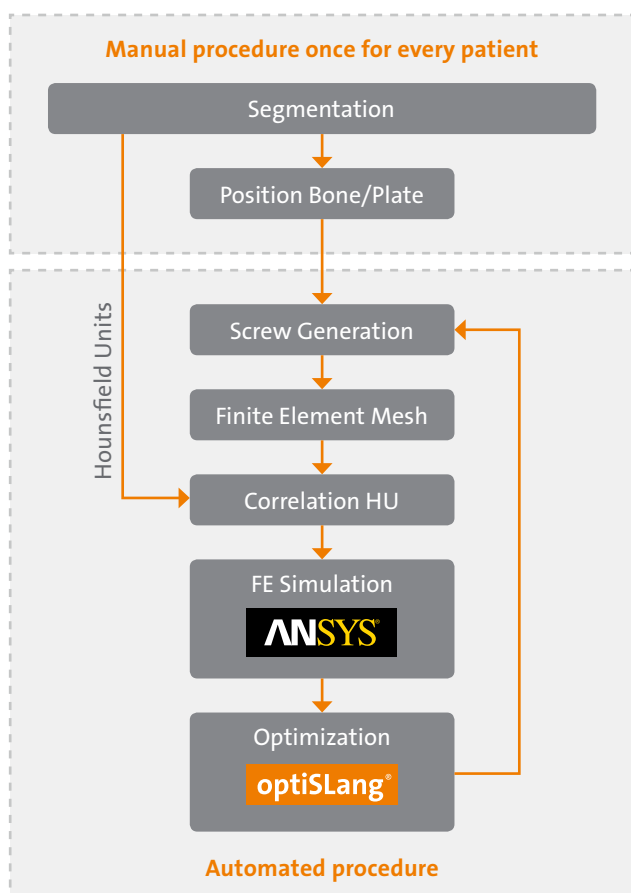 Manual procedure once for every patient
Segmentation
Position Bone/Plate
Hounsfield Units
Screw Generation
Finite Element Mesh
Correlation HU
FE Simulation
ANSYS®
Optimization
optiSLang®
Automated procedure